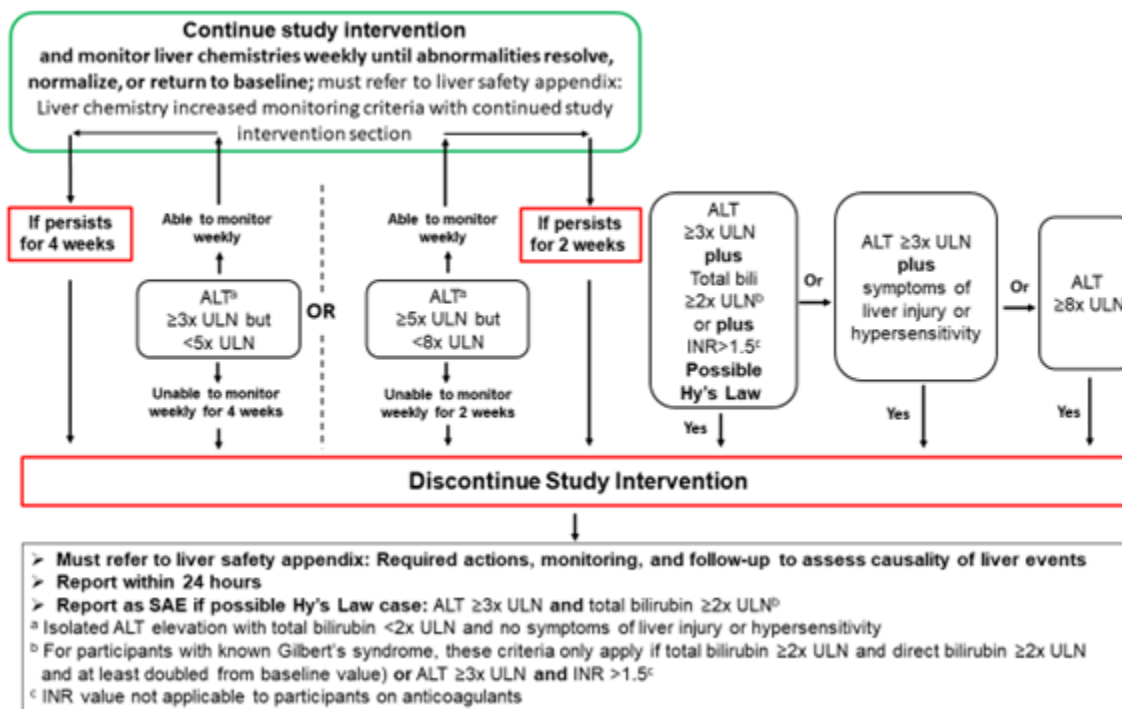 Continue study intervention
and monitor liver chemistries weekly until abnormalities resolve,
normalize, or return to baseline; must refer to liver safety appendix:
Liver chemistry increased monitoring criteria with continued study
intervention section
If persists
for 4 weeks
Able to monitor
weekly
ALTᵃ
≥3x ULN but
<5x ULN
Unable to monitor
weekly for 4 weeks
OR
Able to monitor
weekly
ALTᵃ
≥5x ULN but
<8x ULN
Unable to monitor
weekly for 2 weeks
If persists
for 2 weeks
ALT
≥3x ULN
plus
Total bili
≥2x ULNᵇ
or plus
INR>1.5ᶜ
Possible
Hy's Law
Yes
Or
ALT ≥3x ULN
plus
symptoms of
liver injury or
hypersensitivity
Yes
Or
ALT
≥8x ULN
Yes
Discontinue Study Intervention
➢ Must refer to liver safety appendix: Required actions, monitoring, and follow-up to assess causality of liver events
➢ Report within 24 hours
➢ Report as SAE if possible Hy's Law case: ALT ≥3x ULN and total bilirubin ≥2x ULNᵇ
ᵃ Isolated ALT elevation with total bilirubin <2x ULN and no symptoms of liver injury or hypersensitivity
ᵇ For participants with known Gilbert's syndrome, these criteria only apply if total bilirubin ≥2x ULN and direct bilirubin ≥2x ULN
and at least doubled from baseline value) or ALT ≥3x ULN and INR >1.5ᶜ
ᶜ INR value not applicable to participants on anticoagulants